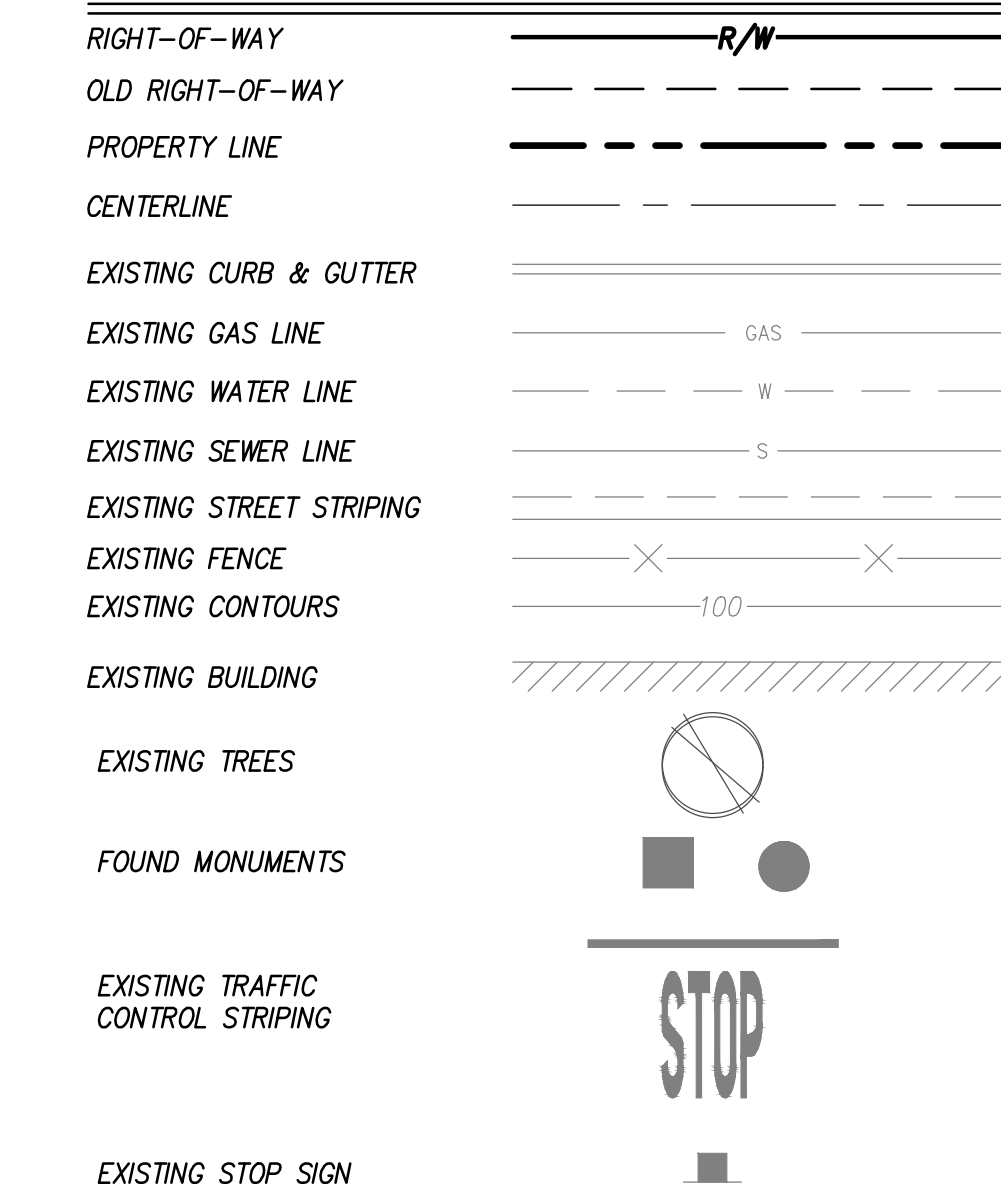 RIGHT-OF-WAY R/W
OLD RIGHT-OF-WAY
PROPERTY LINE
CENTERLINE
EXISTING CURB & GUTTER
EXISTING GAS LINE GAS
EXISTING WATER LINE W
EXISTING SEWER LINE S
EXISTING STREET STRIPING
EXISTING FENCE
EXISTING CONTOURS 100
EXISTING BUILDING
EXISTING TREES
FOUND MONUMENTS
EXISTING TRAFFIC
CONTROL STRIPING
STOP
EXISTING STOP SIGN